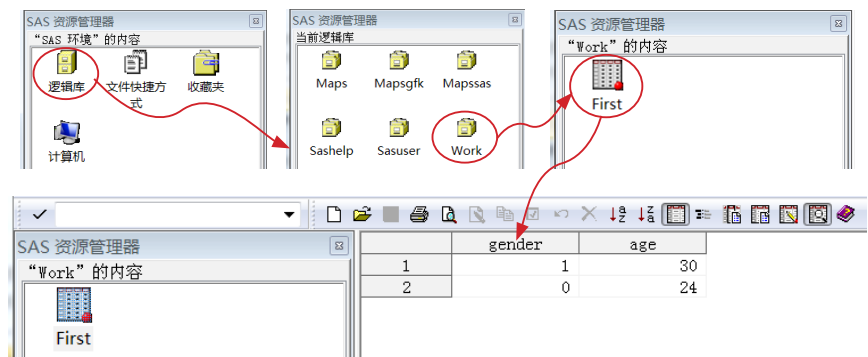 SAS 资源管理器
“SAS 环境”的内容
逻辑库
文件快捷方式
收藏夹
计算机
SAS 资源管理器
当前逻辑库
Maps
Mapsgfk
Mapssas
Sashelp
Sasuser
Work
SAS 资源管理器
“Work”的内容
First
SAS 资源管理器
“Work”的内容
First
gender age
1 1 30
2 0 24